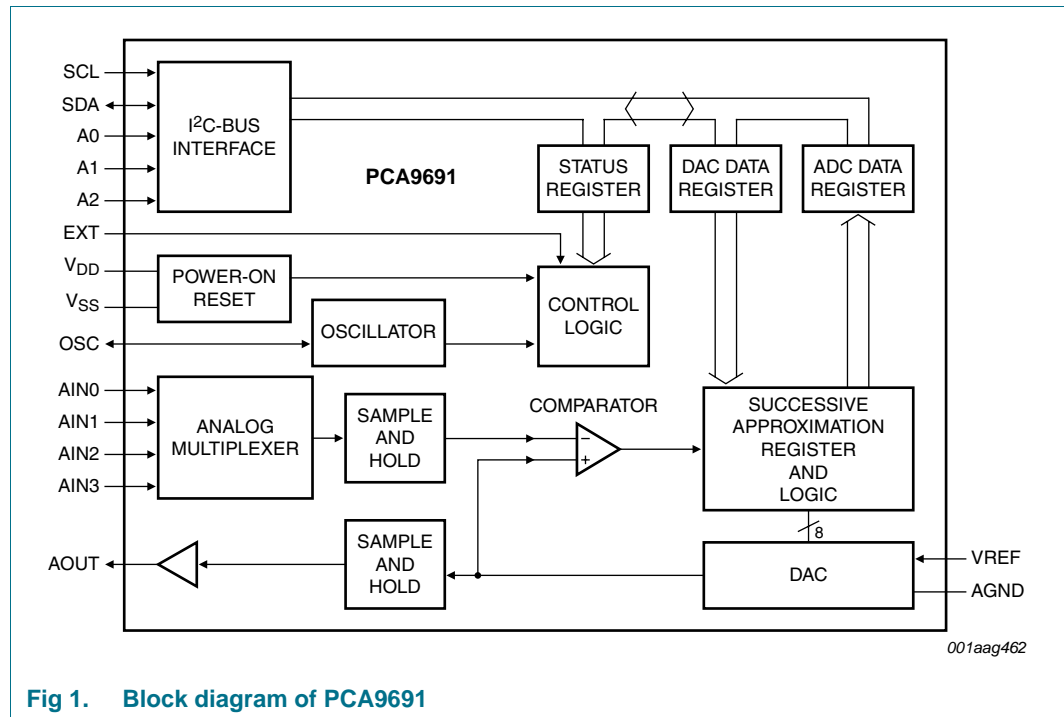 SCL
SDA
A0
A1
A2
EXT
VDD
VSS
OSC
AIN0
AIN1
AIN2
AIN3
AOUT
I2C-BUS
INTERFACE
PCA9691
STATUS
REGISTER
DAC DATA
REGISTER
ADC DATA
REGISTER
POWER-ON
RESET
OSCILLATOR
CONTROL
LOGIC
ANALOG
MULTIPLEXER
SAMPLE
AND
HOLD
COMPARATOR
−
+
SUCCESSIVE
APPROXIMATION
REGISTER
AND
LOGIC
8
SAMPLE
AND
HOLD
DAC
VREF
AGND
001aag462
Fig 1. Block diagram of PCA9691